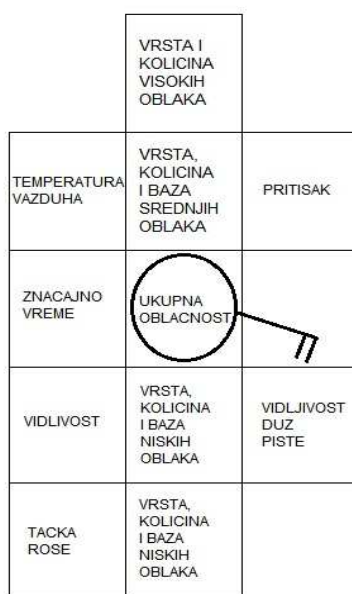 VRSTA I
KOLICINA
VISOKIH
OBLAKA
TEMPERATURA
VAZDUHA
VRSTA,
KOLICINA
I BAZA
SREDNJIH
OBLAKA
PRITISAK
ZNACAJNO
VREME
UKUPNA
OBLACNOST
VIDLIVOST
VRSTA,
KOLICINA
I BAZA
NISKIH
OBLAKA
VIDLJIVOST
DUZ
PISTE
TACKA
ROSE
VRSTA,
KOLICINA
I BAZA
NISKIH
OBLAKA